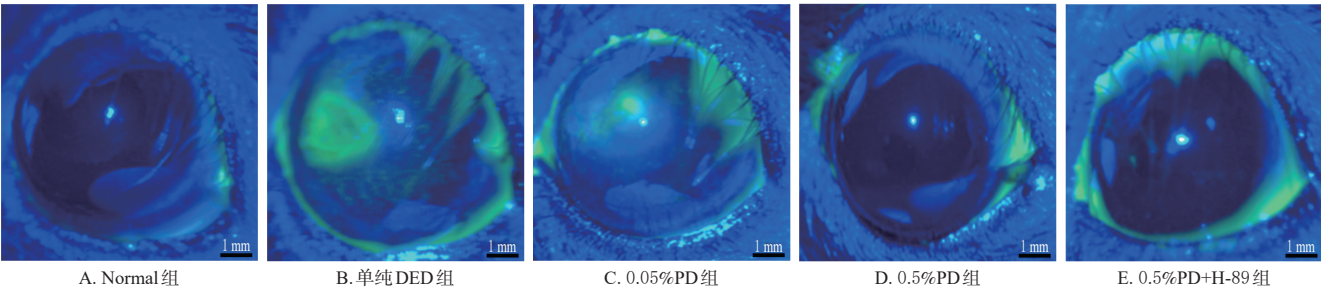 1 mm
1 mm
1 mm
1 mm
1 mm
A. Normal组
B. 单纯DED组
C. 0.05%PD组
D. 0.5%PD组
E. 0.5%PD+H-89组